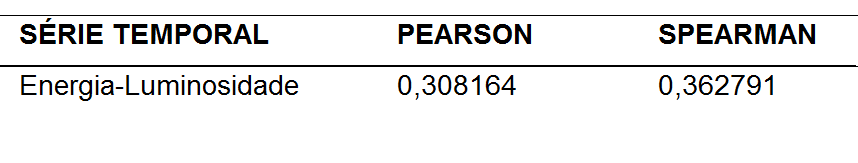 SÉRIE TEMPORAL PEARSON SPEARMAN
Energia-Luminosidade 0,308164 0,362791